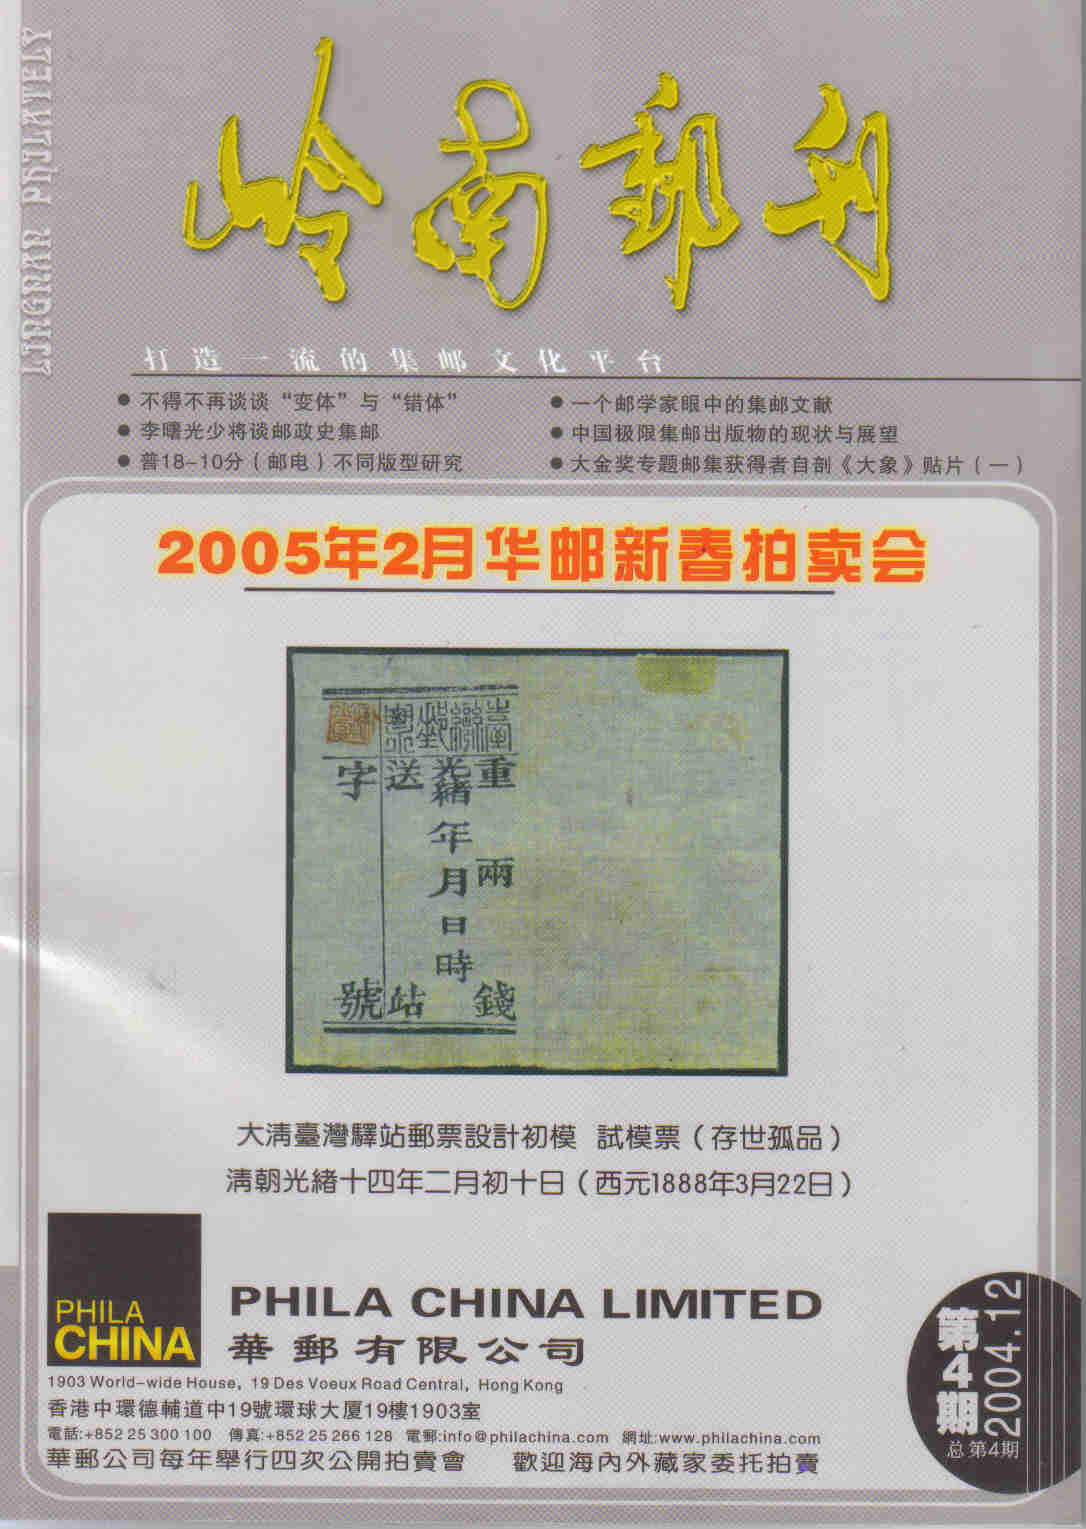 LINGNAN PHILATELY
岭南郵刊
打造一流的集邮文化平台
●不得不再谈谈“变体”与“错体”
●李曙光少将谈邮政史集邮
●普18-10分（邮电）不同版型研究
●一个邮学家眼中的集邮文献
●中国极限集邮出版物的现状与展望
●大金奖专题邮集获得者自剖《大象》贴片（一）
2005年2月华邮新春拍卖会
臺灣郵票
重 兩 錢
光緒 年 月 日 時
送 站
字 號
大清臺灣驛站郵票設計初模 試模票（存世孤品）
清朝光緒十四年二月初十日（西元1888年3月22日）
PHILA
CHINA
PHILA CHINA LIMITED
華郵有限公司
1903 World-wide House, 19 Des Voeux Road Central, Hong Kong
香港中環德輔道中19號環球大厦19樓1903室
電話:+852 25 300 100 傳真:+852 25 266 128 電郵:info@philachina.com 網址:www.philachina.com
華郵公司每年舉行四次公開拍賣會 歡迎海內外藏家委托拍賣
第4期
2004.12
总第4期